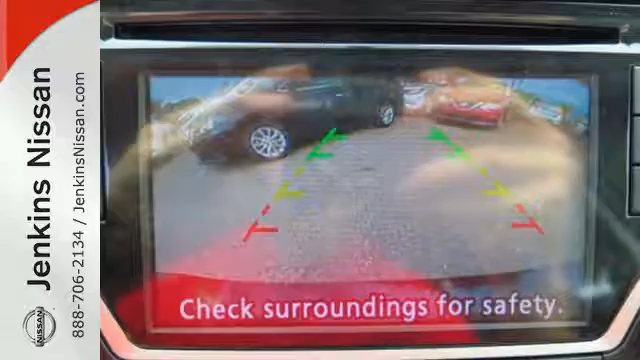 Jenkins Nissan
888-706-2134 / JenkinsNissan.com
NISSAN
Check surroundings for safety.